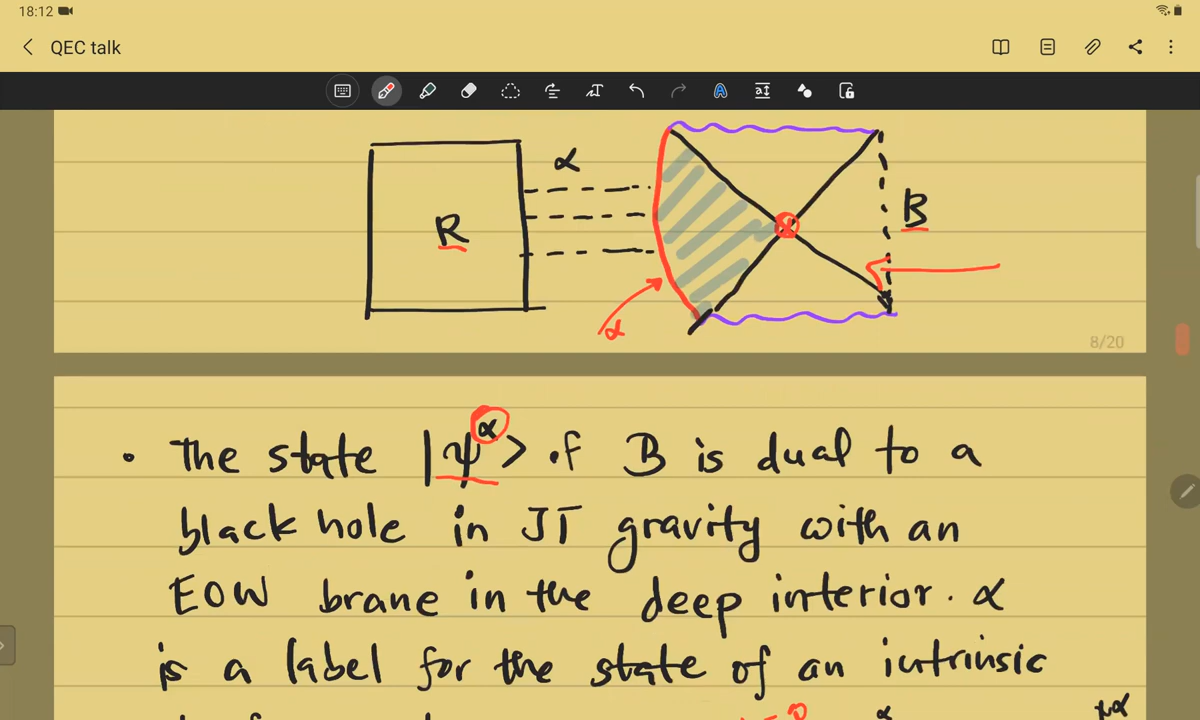 18:12
QEC talk
α
R
B
α
8/20
• The state |ψ^α> of B is dual to a
black hole in JT gravity with an
EOW brane in the deep interior. α
is a label for the state of an intrinsic